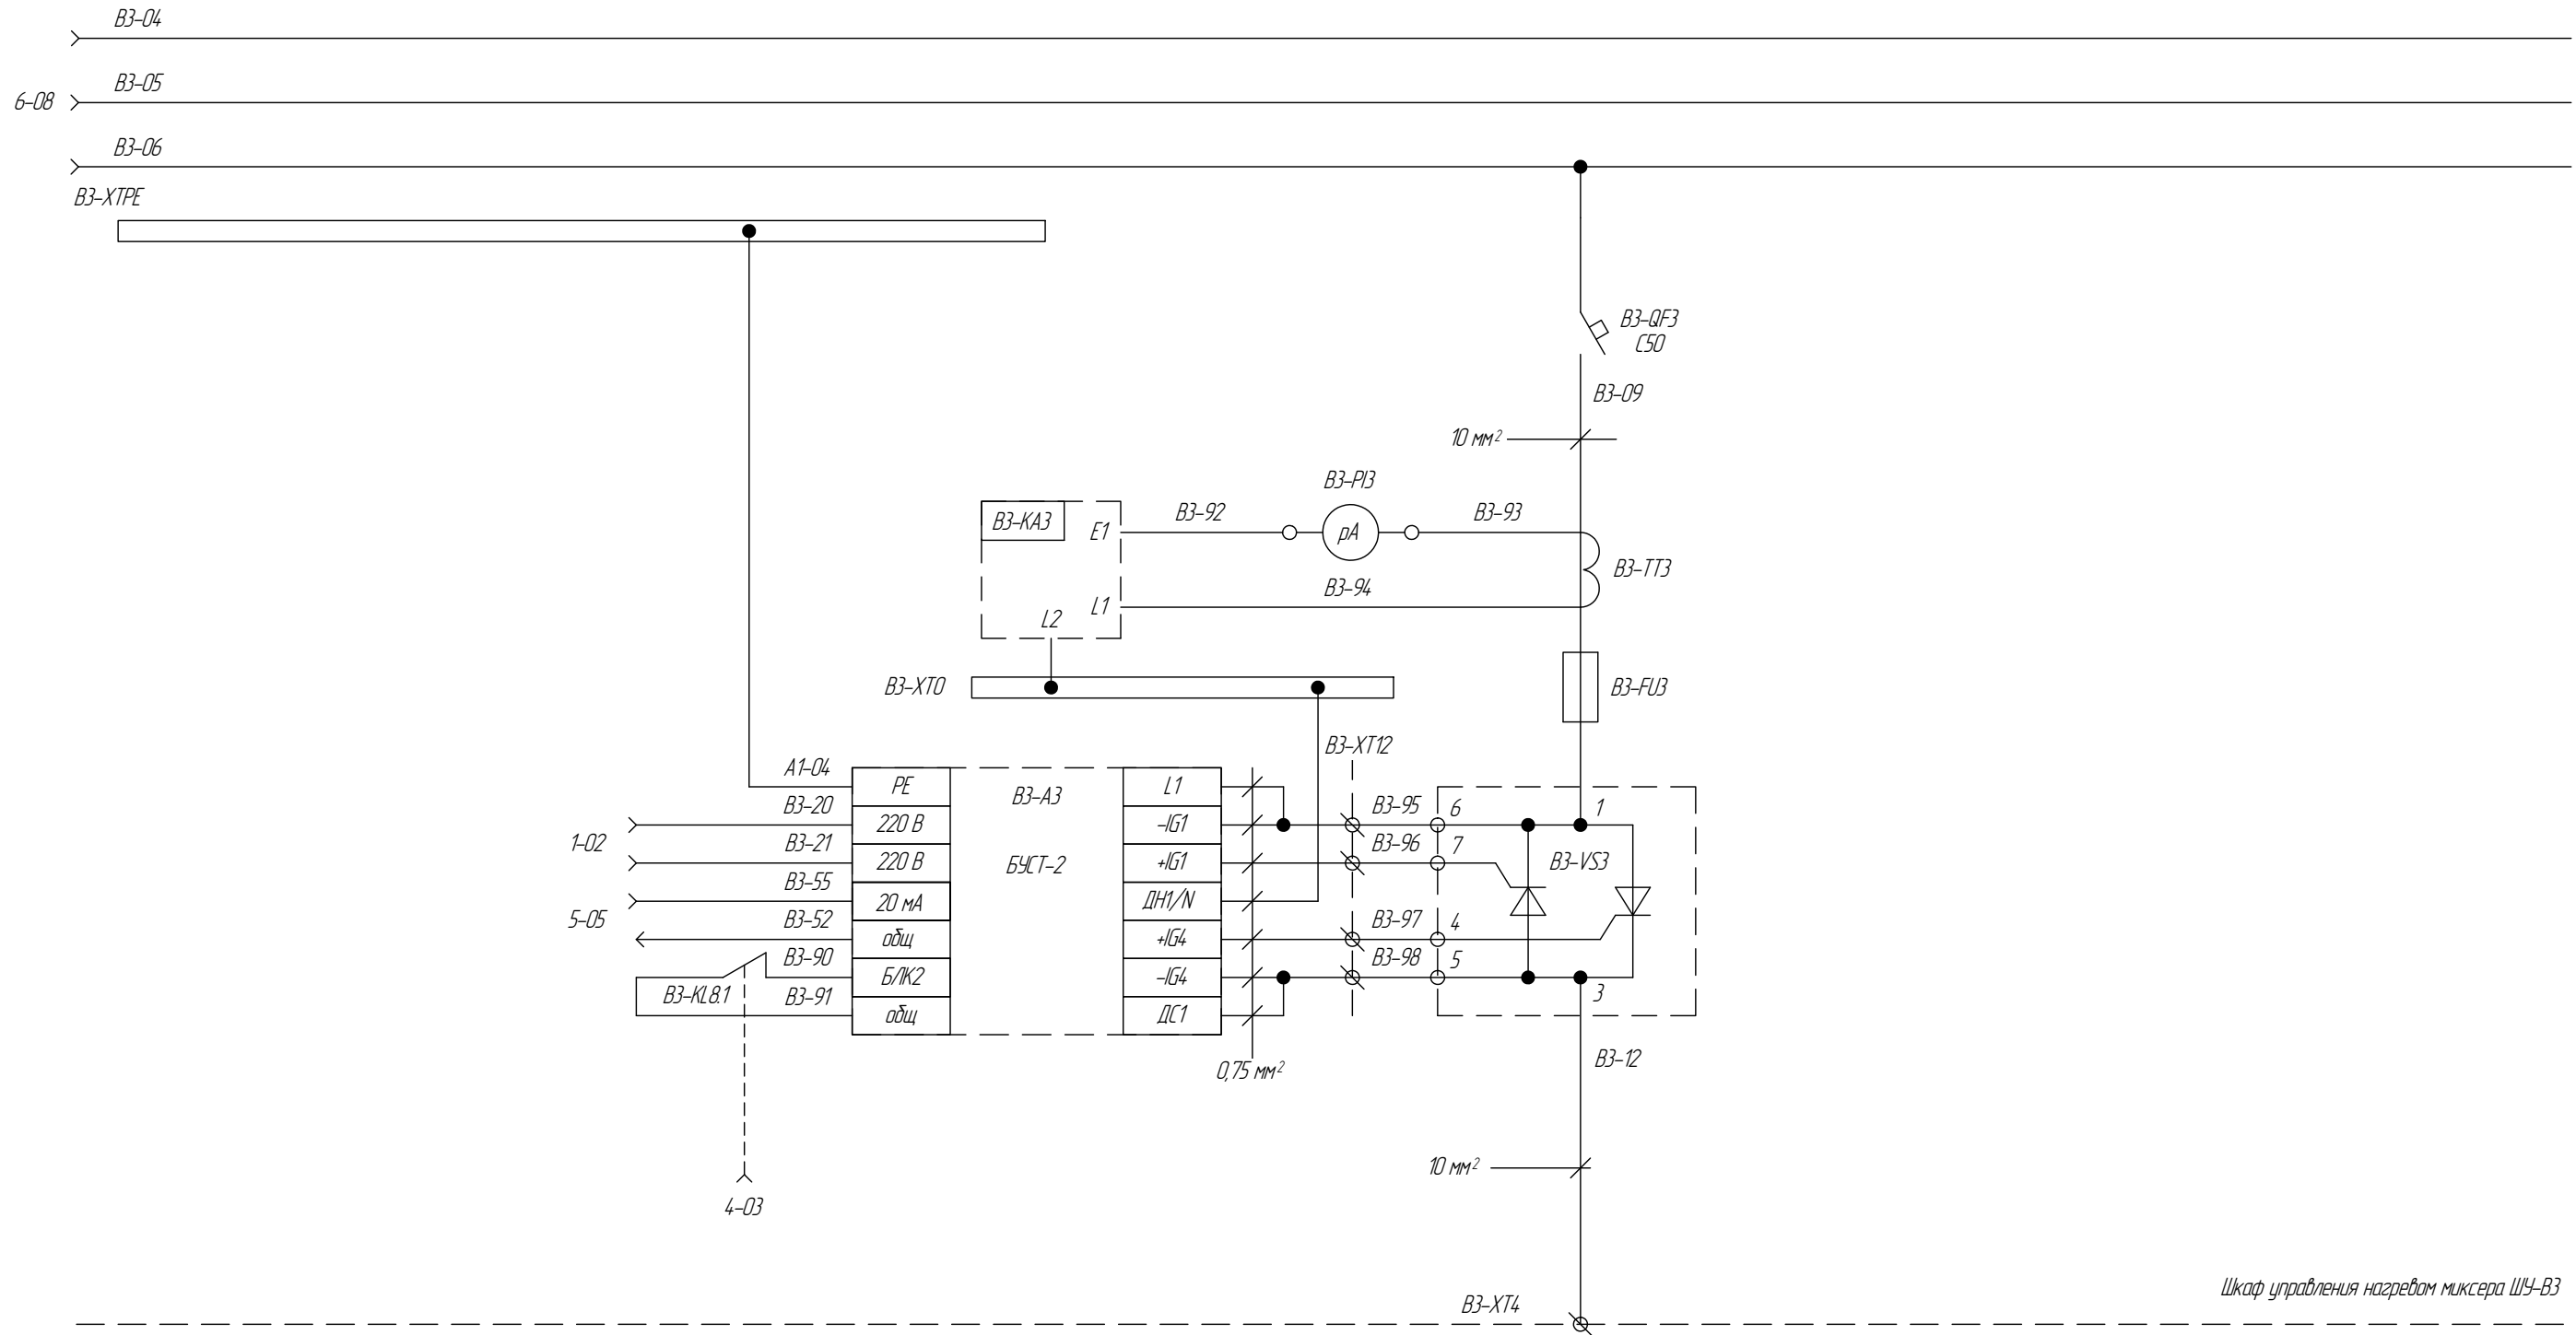 В3-04
В3-05
6-08
В3-06
В3-XTPE
В3-QF3
C50
В3-09
10 мм²
В3-PI3
В3-KA3
E1
В3-92
pA
В3-93
В3-TT3
В3-94
L1
L2
В3-XT0
В3-FU3
В3-XT12
А1-04
PE
В3-А3
L1
В3-20
220 В
-IG1
В3-95
6
1
1-02
В3-21
220 В
БУСТ-2
+IG1
В3-96
7
В3-VS3
В3-55
20 мА
ДН1/N
5-05
В3-52
общ
+IG4
В3-97
4
В3-90
БЛК2
-IG4
В3-98
5
В3-KL8.1
В3-91
общ
ДС1
3
0,75 мм²
В3-12
10 мм²
4-03
Шкаф управления нагревом миксера ШУ-В3
В3-XT4